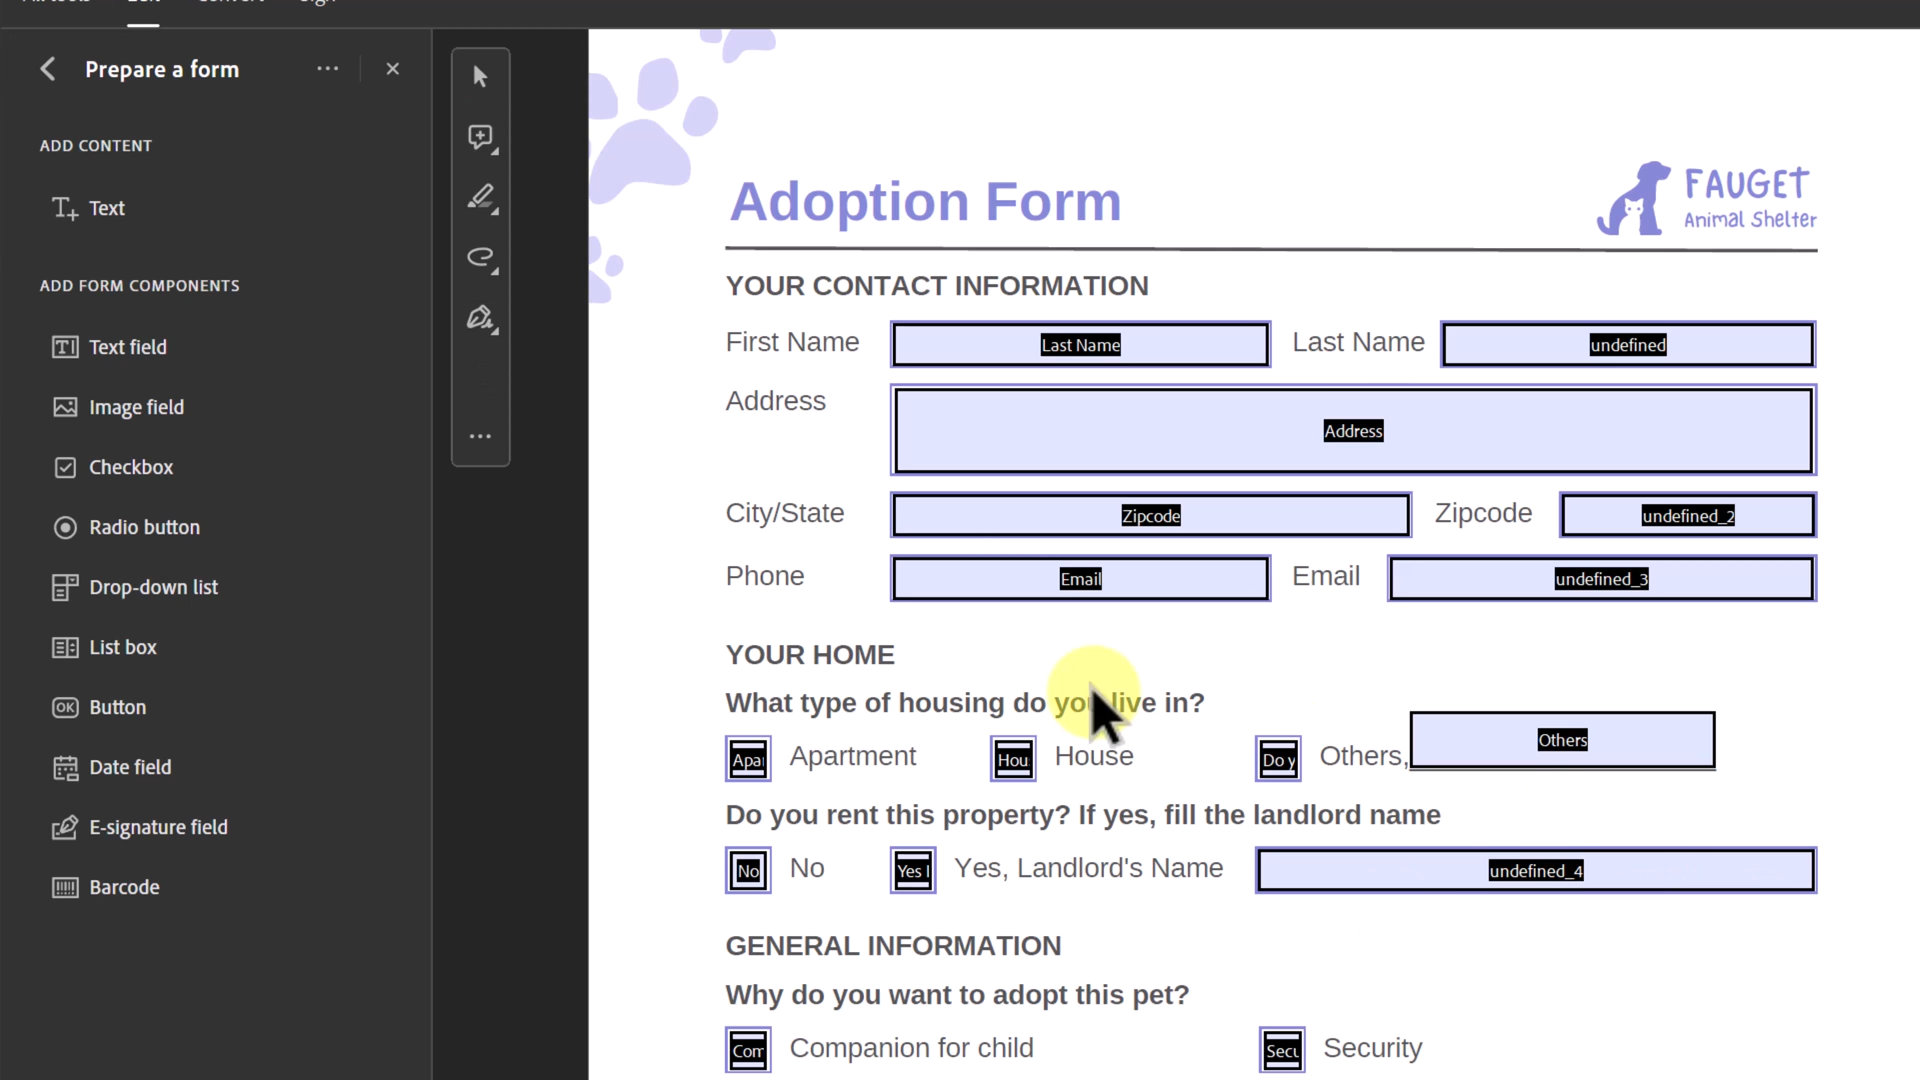 Edit
Prepare a form
ADD CONTENT
Text
ADD FORM COMPONENTS
Text field
Image field
Checkbox
Radio button
Drop-down list
List box
OK Button
Date field
E-signature field
Barcode
Adoption Form
FAUGET
Animal Shelter
YOUR CONTACT INFORMATION
First Name Last Name Last Name undefined
Address Address
City/State Zipcode Zipcode undefined_2
Phone Email Email undefined_3
YOUR HOME
What type of housing do you live in?
Apar Apartment Hou House Do y Others, Others
Do you rent this property? If yes, fill the landlord name
No No Yes Yes, Landlord's Name undefined_4
GENERAL INFORMATION
Why do you want to adopt this pet?
Com Companion for child Secu Security